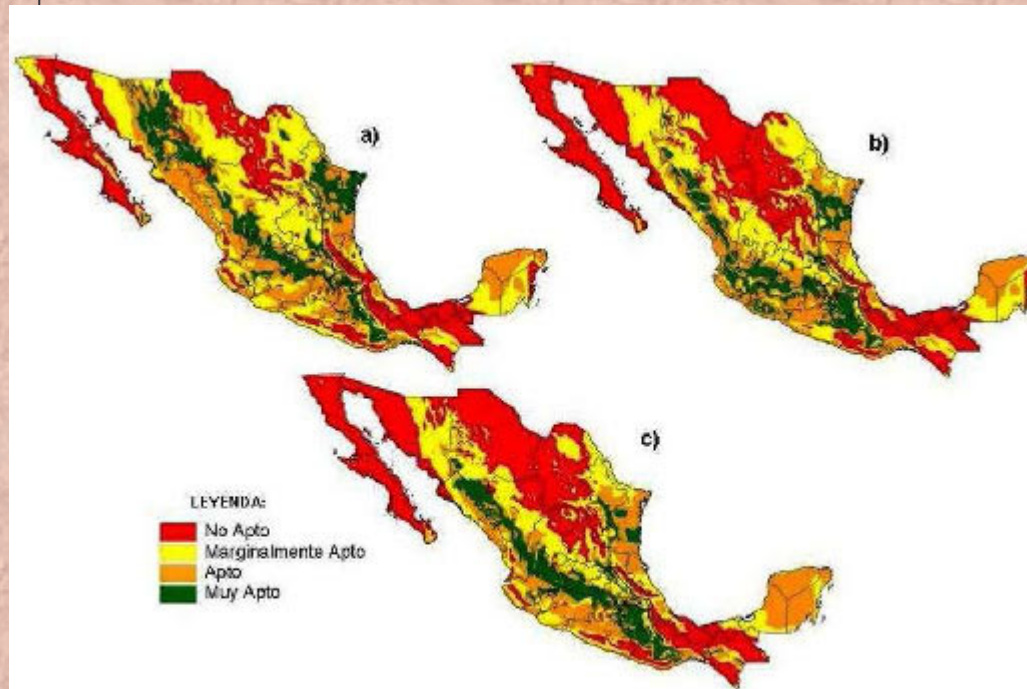 a)
b)
c)
LEYENDA:
No Apto
Marginalmente Apto
Apto
Muy Apto